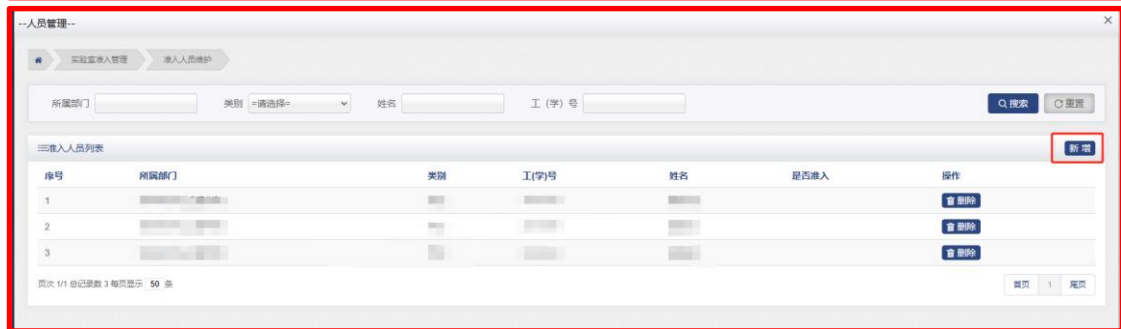 --人员管理--
×
实验室准入管理 准入人员维护
所属部门 类别 =请选择= 姓名 工（学）号 搜索 重置
准入人员列表 新增
序号 所属部门 类别 工(学)号 姓名 是否准入 操作
1 删除
2 删除
3 删除
页次 1/1 总记录数 3 每页显示 50 条 首页 1 尾页